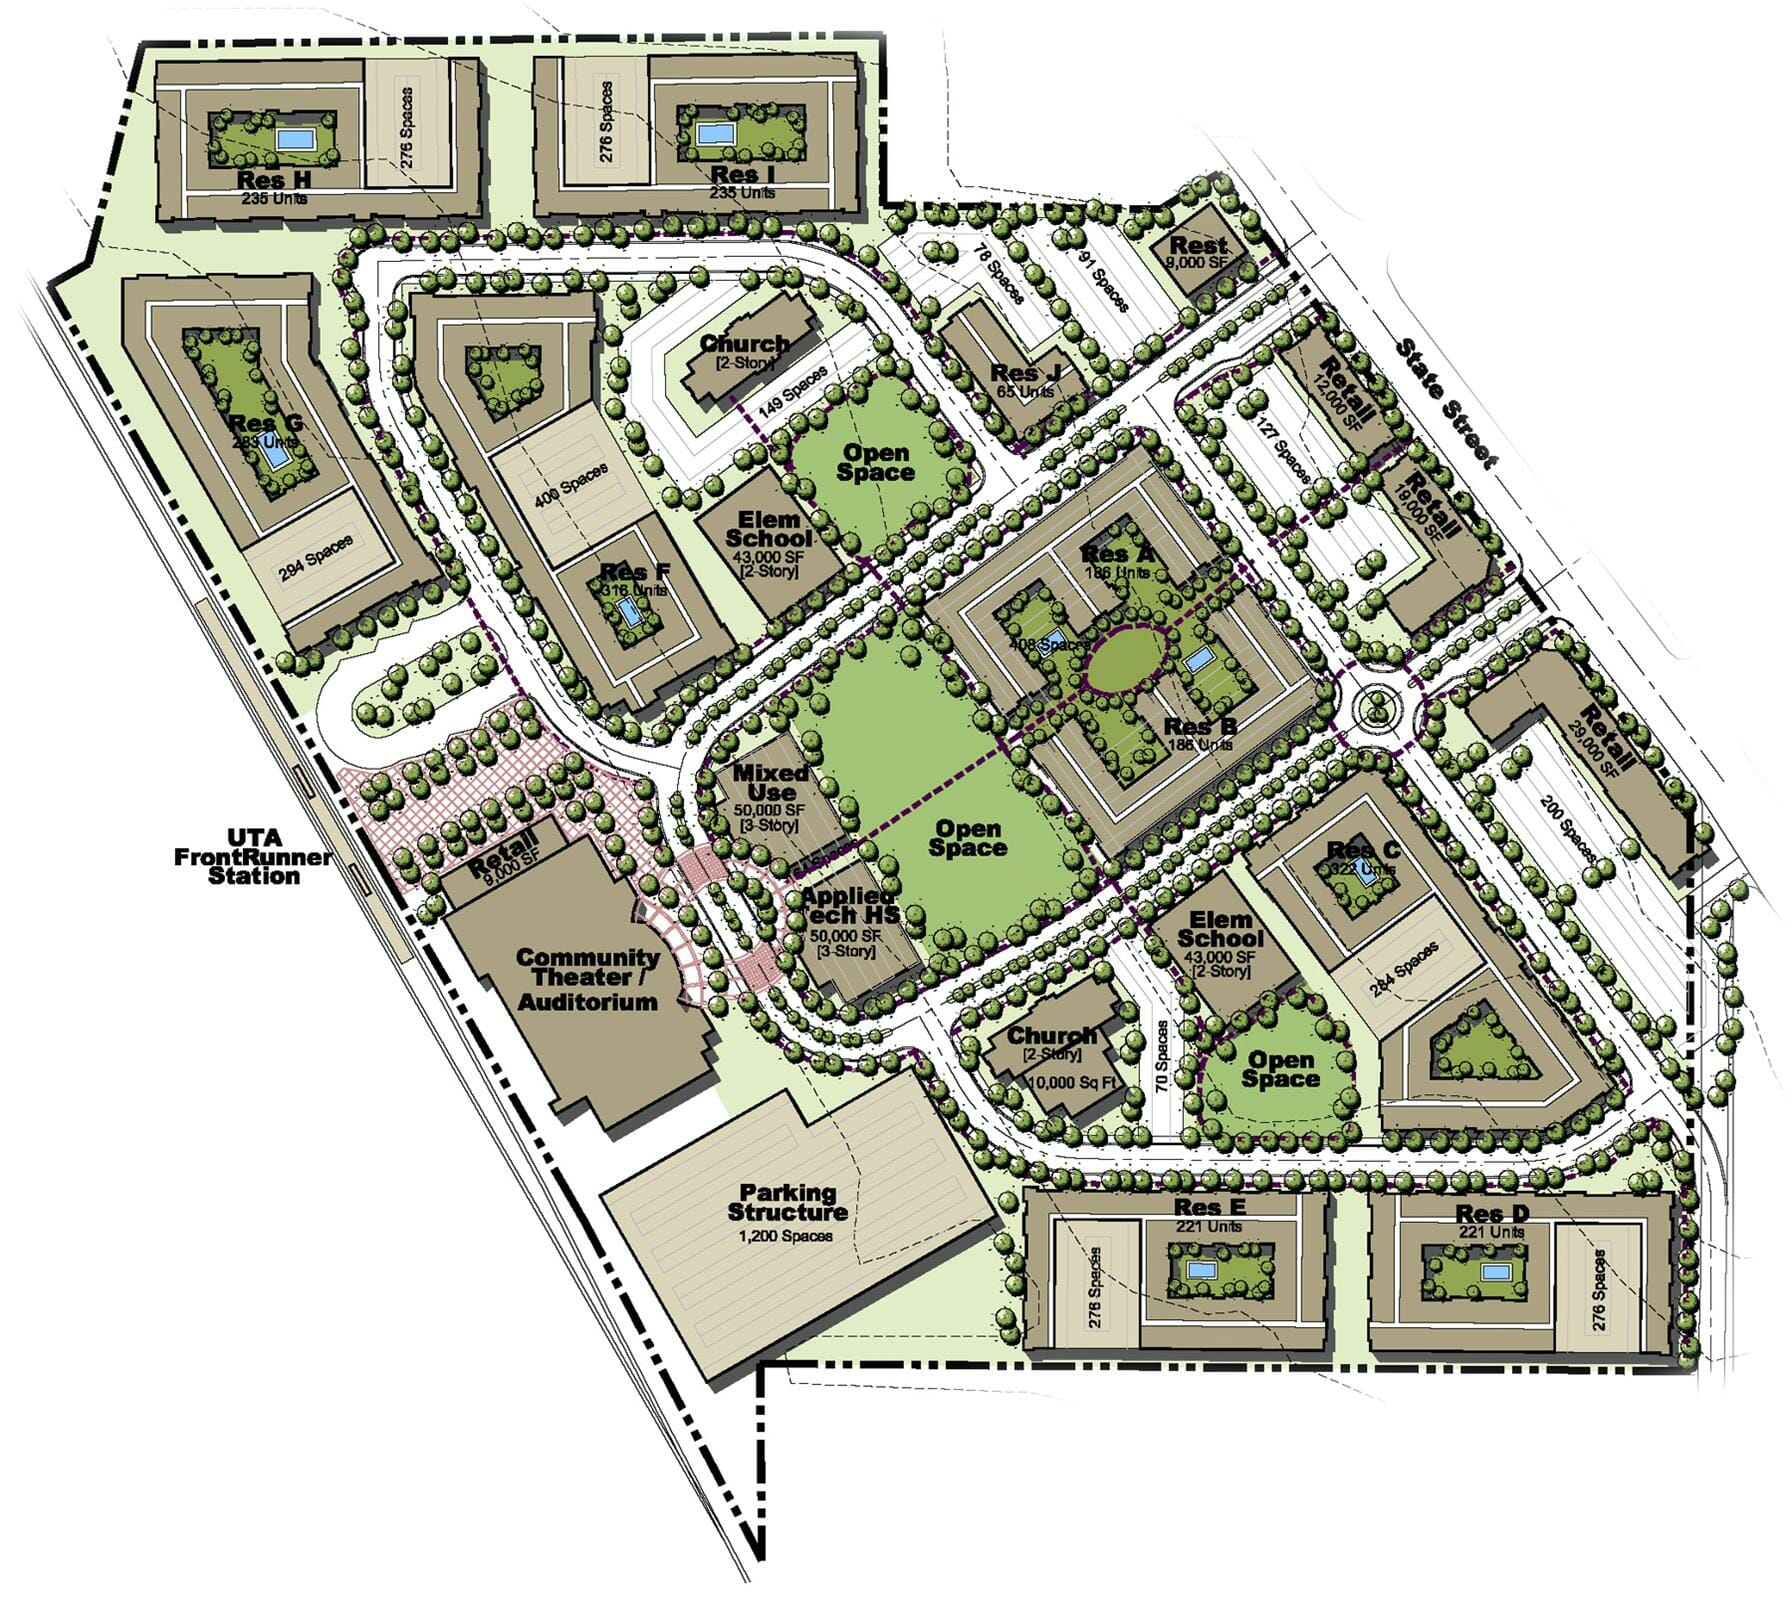 276 Spaces
Res H
235 Units
276 Spaces
Res I
235 Units
Rest
9,000 SF
78 Spaces
91 Spaces
Church
[2-Story]
149 Spaces
Res J
65 Units
State Street
Retail
12,000 SF
127 Spaces
Retail
19,000 SF
Res G
283 Units
294 Spaces
400 Spaces
Res F
316 Units
Open
Space
Elem
School
43,000 SF
[2-Story]
Res A
186 Units
408 Spaces
Res B
186 Units
Retail
29,000 SF
200 Spaces
Mixed
Use
50,000 SF
[3-Story]
Spaces
Open
Space
UTA
FrontRunner
Station
Retail
9,000 SF
Applied
Tech HS
50,000 SF
[3-Story]
Community
Theater /
Auditorium
Res C
322 Units
284 Spaces
Elem
School
43,000 SF
[2-Story]
Church
[2-Story]
10,000 Sq Ft
70 Spaces
Open
Space
Parking
Structure
1,200 Spaces
Res E
221 Units
276 Spaces
Res D
221 Units
276 Spaces